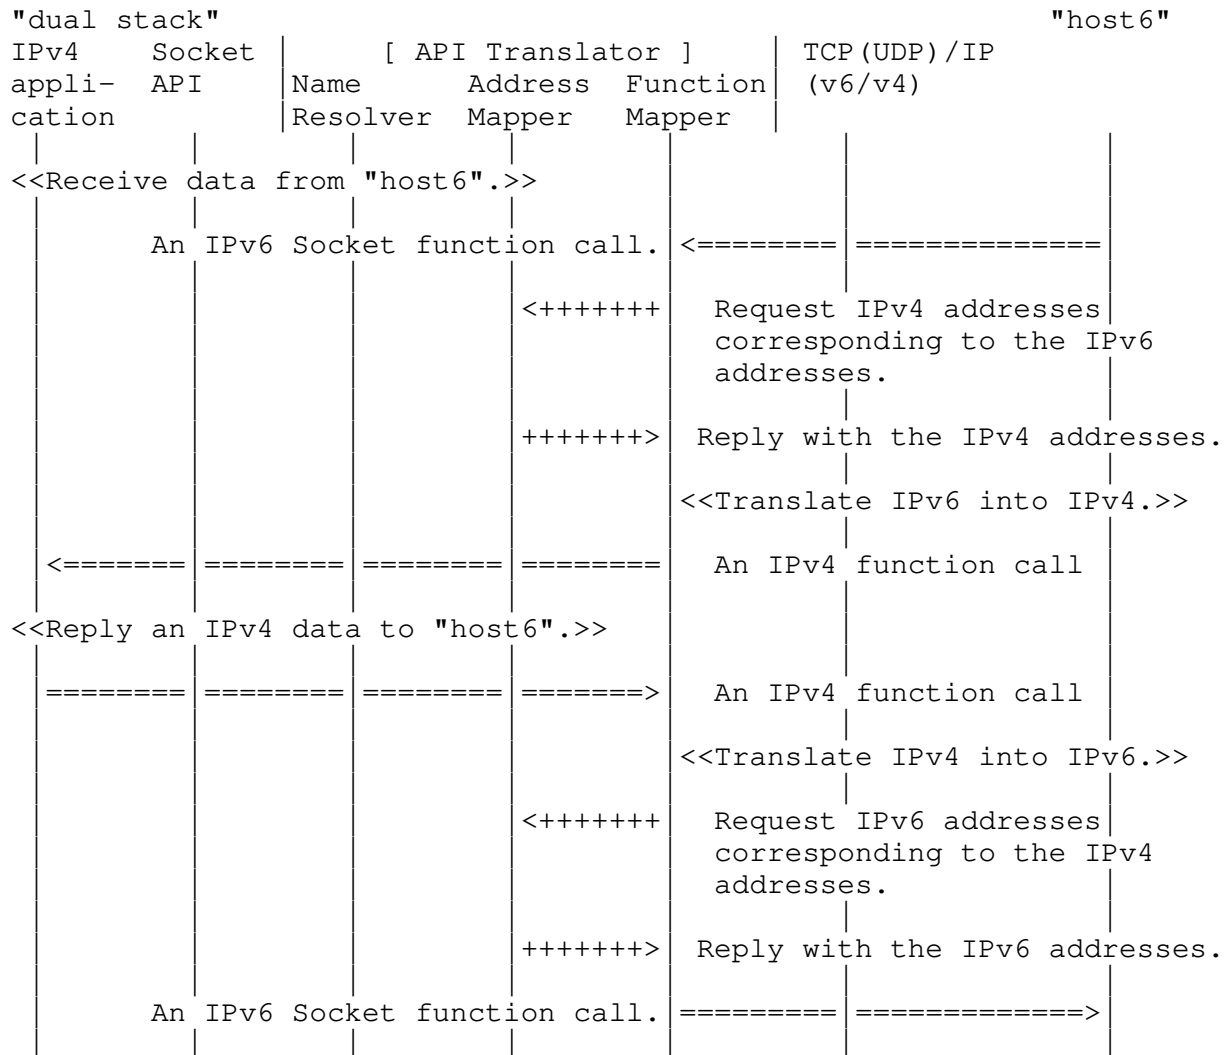 "dual stack" "host6"
IPv4 Socket | [ API Translator ] | TCP(UDP)/IP
appli- API |Name Address Function| (v6/v4)
cation |Resolver Mapper Mapper |
<<Receive data from "host6".>>
An IPv6 Socket function call.|<========|==============|
|<+++++++| Request IPv4 addresses|
corresponding to the IPv6
addresses.
|+++++++>| Reply with the IPv4 addresses.
|<<Translate IPv6 into IPv4.>>
|<=======|========|========|========| An IPv4 function call
<<Reply an IPv4 data to "host6".>>
|========|========|========|=======>| An IPv4 function call
|<<Translate IPv4 into IPv6.>>
|<+++++++| Request IPv6 addresses|
corresponding to the IPv4
addresses.
|+++++++>| Reply with the IPv6 addresses.
An IPv6 Socket function call.|=========|=============>|